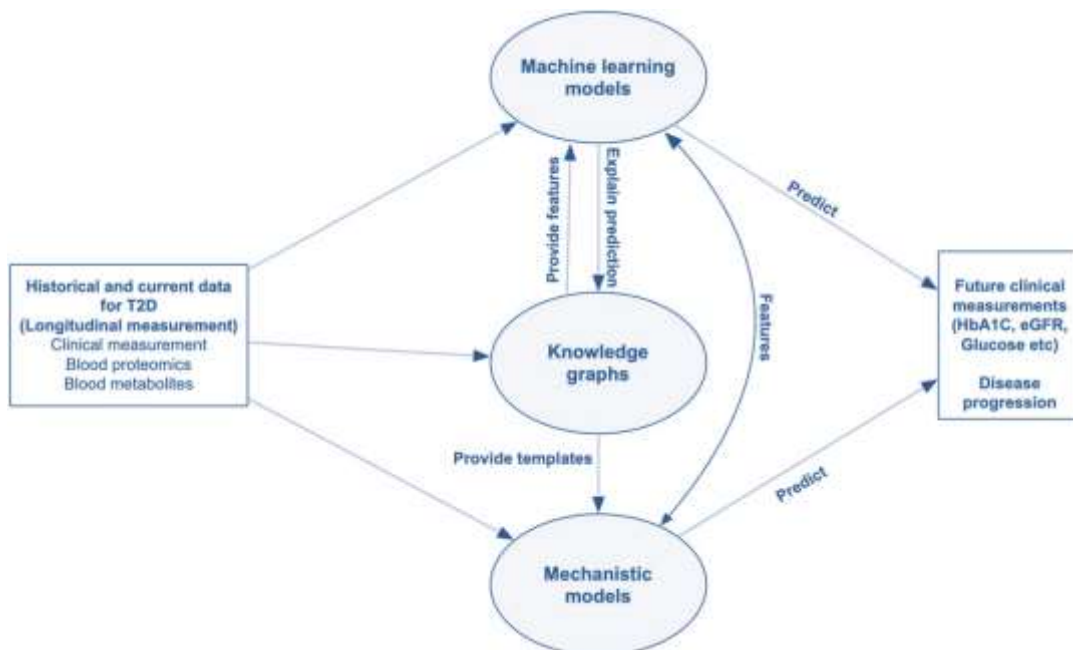 Machine learning
models
Provide features
Explain prediction
Predict
Historical and current data
for T2D
(Longitudinal measurement)
Clinical measurement
Blood proteomics
Blood metabolites
Knowledge
graphs
Features
Future clinical
measurements
(HbA1C, eGFR,
Glucose etc)
Disease
progression
Provide templates
Predict
Mechanistic
models